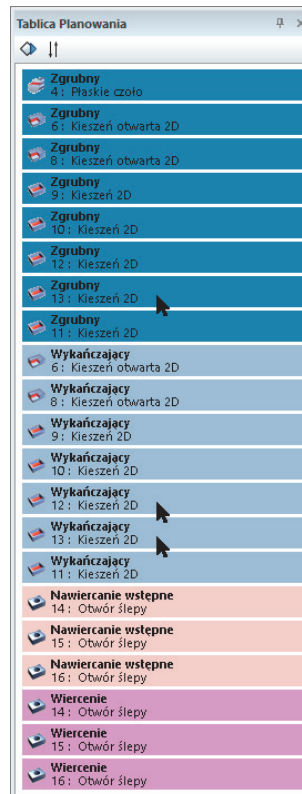 Tablica Planowania
Zgrubny
4 : Płaskie czoło
Zgrubny
6 : Kieszeń otwarta 2D
Zgrubny
8 : Kieszeń otwarta 2D
Zgrubny
9 : Kieszeń 2D
Zgrubny
10 : Kieszeń 2D
Zgrubny
12 : Kieszeń 2D
Zgrubny
13 : Kieszeń 2D
Zgrubny
11 : Kieszeń 2D
Wykańczający
6 : Kieszeń otwarta 2D
Wykańczający
8 : Kieszeń otwarta 2D
Wykańczający
9 : Kieszeń 2D
Wykańczający
10 : Kieszeń 2D
Wykańczający
12 : Kieszeń 2D
Wykańczający
13 : Kieszeń 2D
Wykańczający
11 : Kieszeń 2D
Nawiercanie wstępne
14 : Otwór ślepy
Nawiercanie wstępne
15 : Otwór ślepy
Nawiercanie wstępne
16 : Otwór ślepy
Wiercenie
14 : Otwór ślepy
Wiercenie
15 : Otwór ślepy
Wiercenie
16 : Otwór ślepy